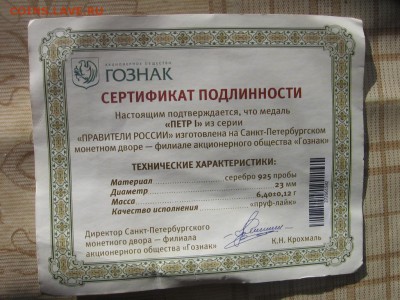 АКЦИОНЕРНОЕ ОБЩЕСТВО
ГОЗНАК
СЕРТИФИКАТ ПОДЛИННОСТИ
Настоящим подтверждается, что медаль
«ПЕТР I» из серии
«ПРАВИТЕЛИ РОССИИ» изготовлена на Санкт-Петербургском
монетном дворе — филиале акционерного общества «Гознак»
ТЕХНИЧЕСКИЕ ХАРАКТЕРИСТИКИ:
Материал серебро 925 пробы
Диаметр 23 мм
Масса 6,40±0,12 г
Качество исполнения «пруф-лайк»
Директор Санкт-Петербургского
монетного двора — филиала
акционерного общества «Гознак» К.Н. Крохмаль